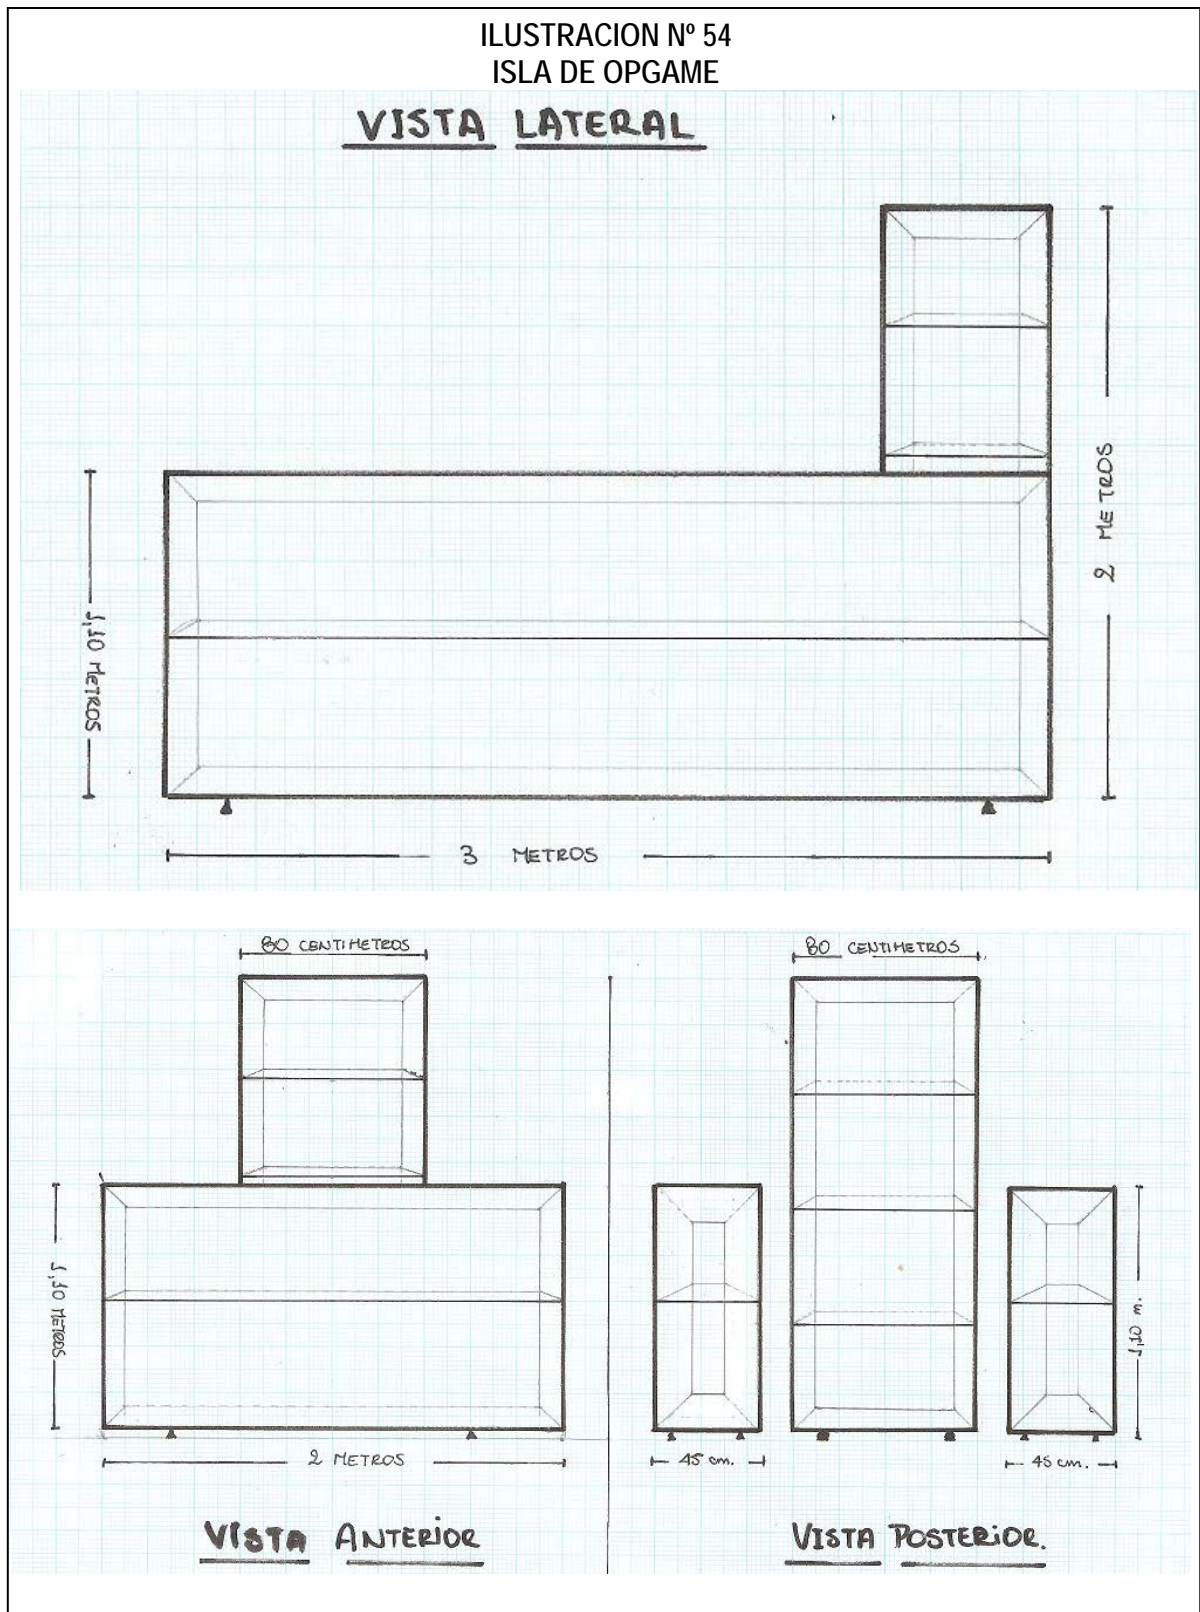 ILUSTRACION Nº 54
ISLA DE OPGAME
VISTA LATERAL
2 METROS
1,10 METROS
3 METROS
80 CENTIMETROS
80 CENTIMETROS
1,10 METROS
1,10 m.
2 METROS
45 cm.
45 cm.
VISTA ANTERIOR
VISTA POSTERIOR.